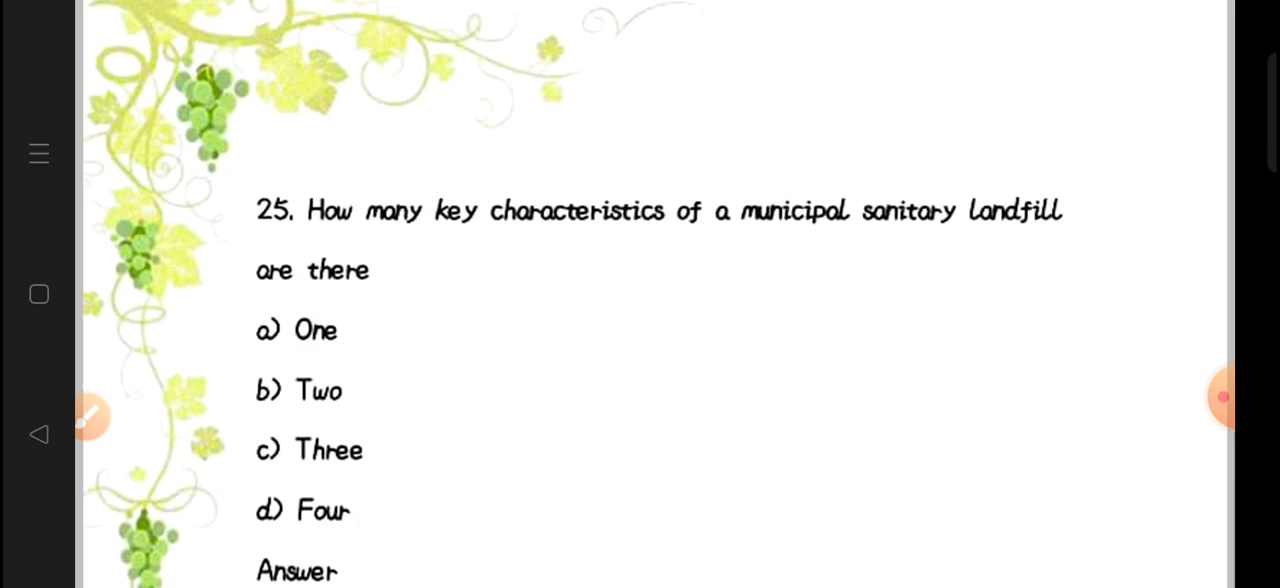 25. How many key characteristics of a municipal sanitary landfill
are there
a) One
b) Two
c) Three
d) Four
Answer